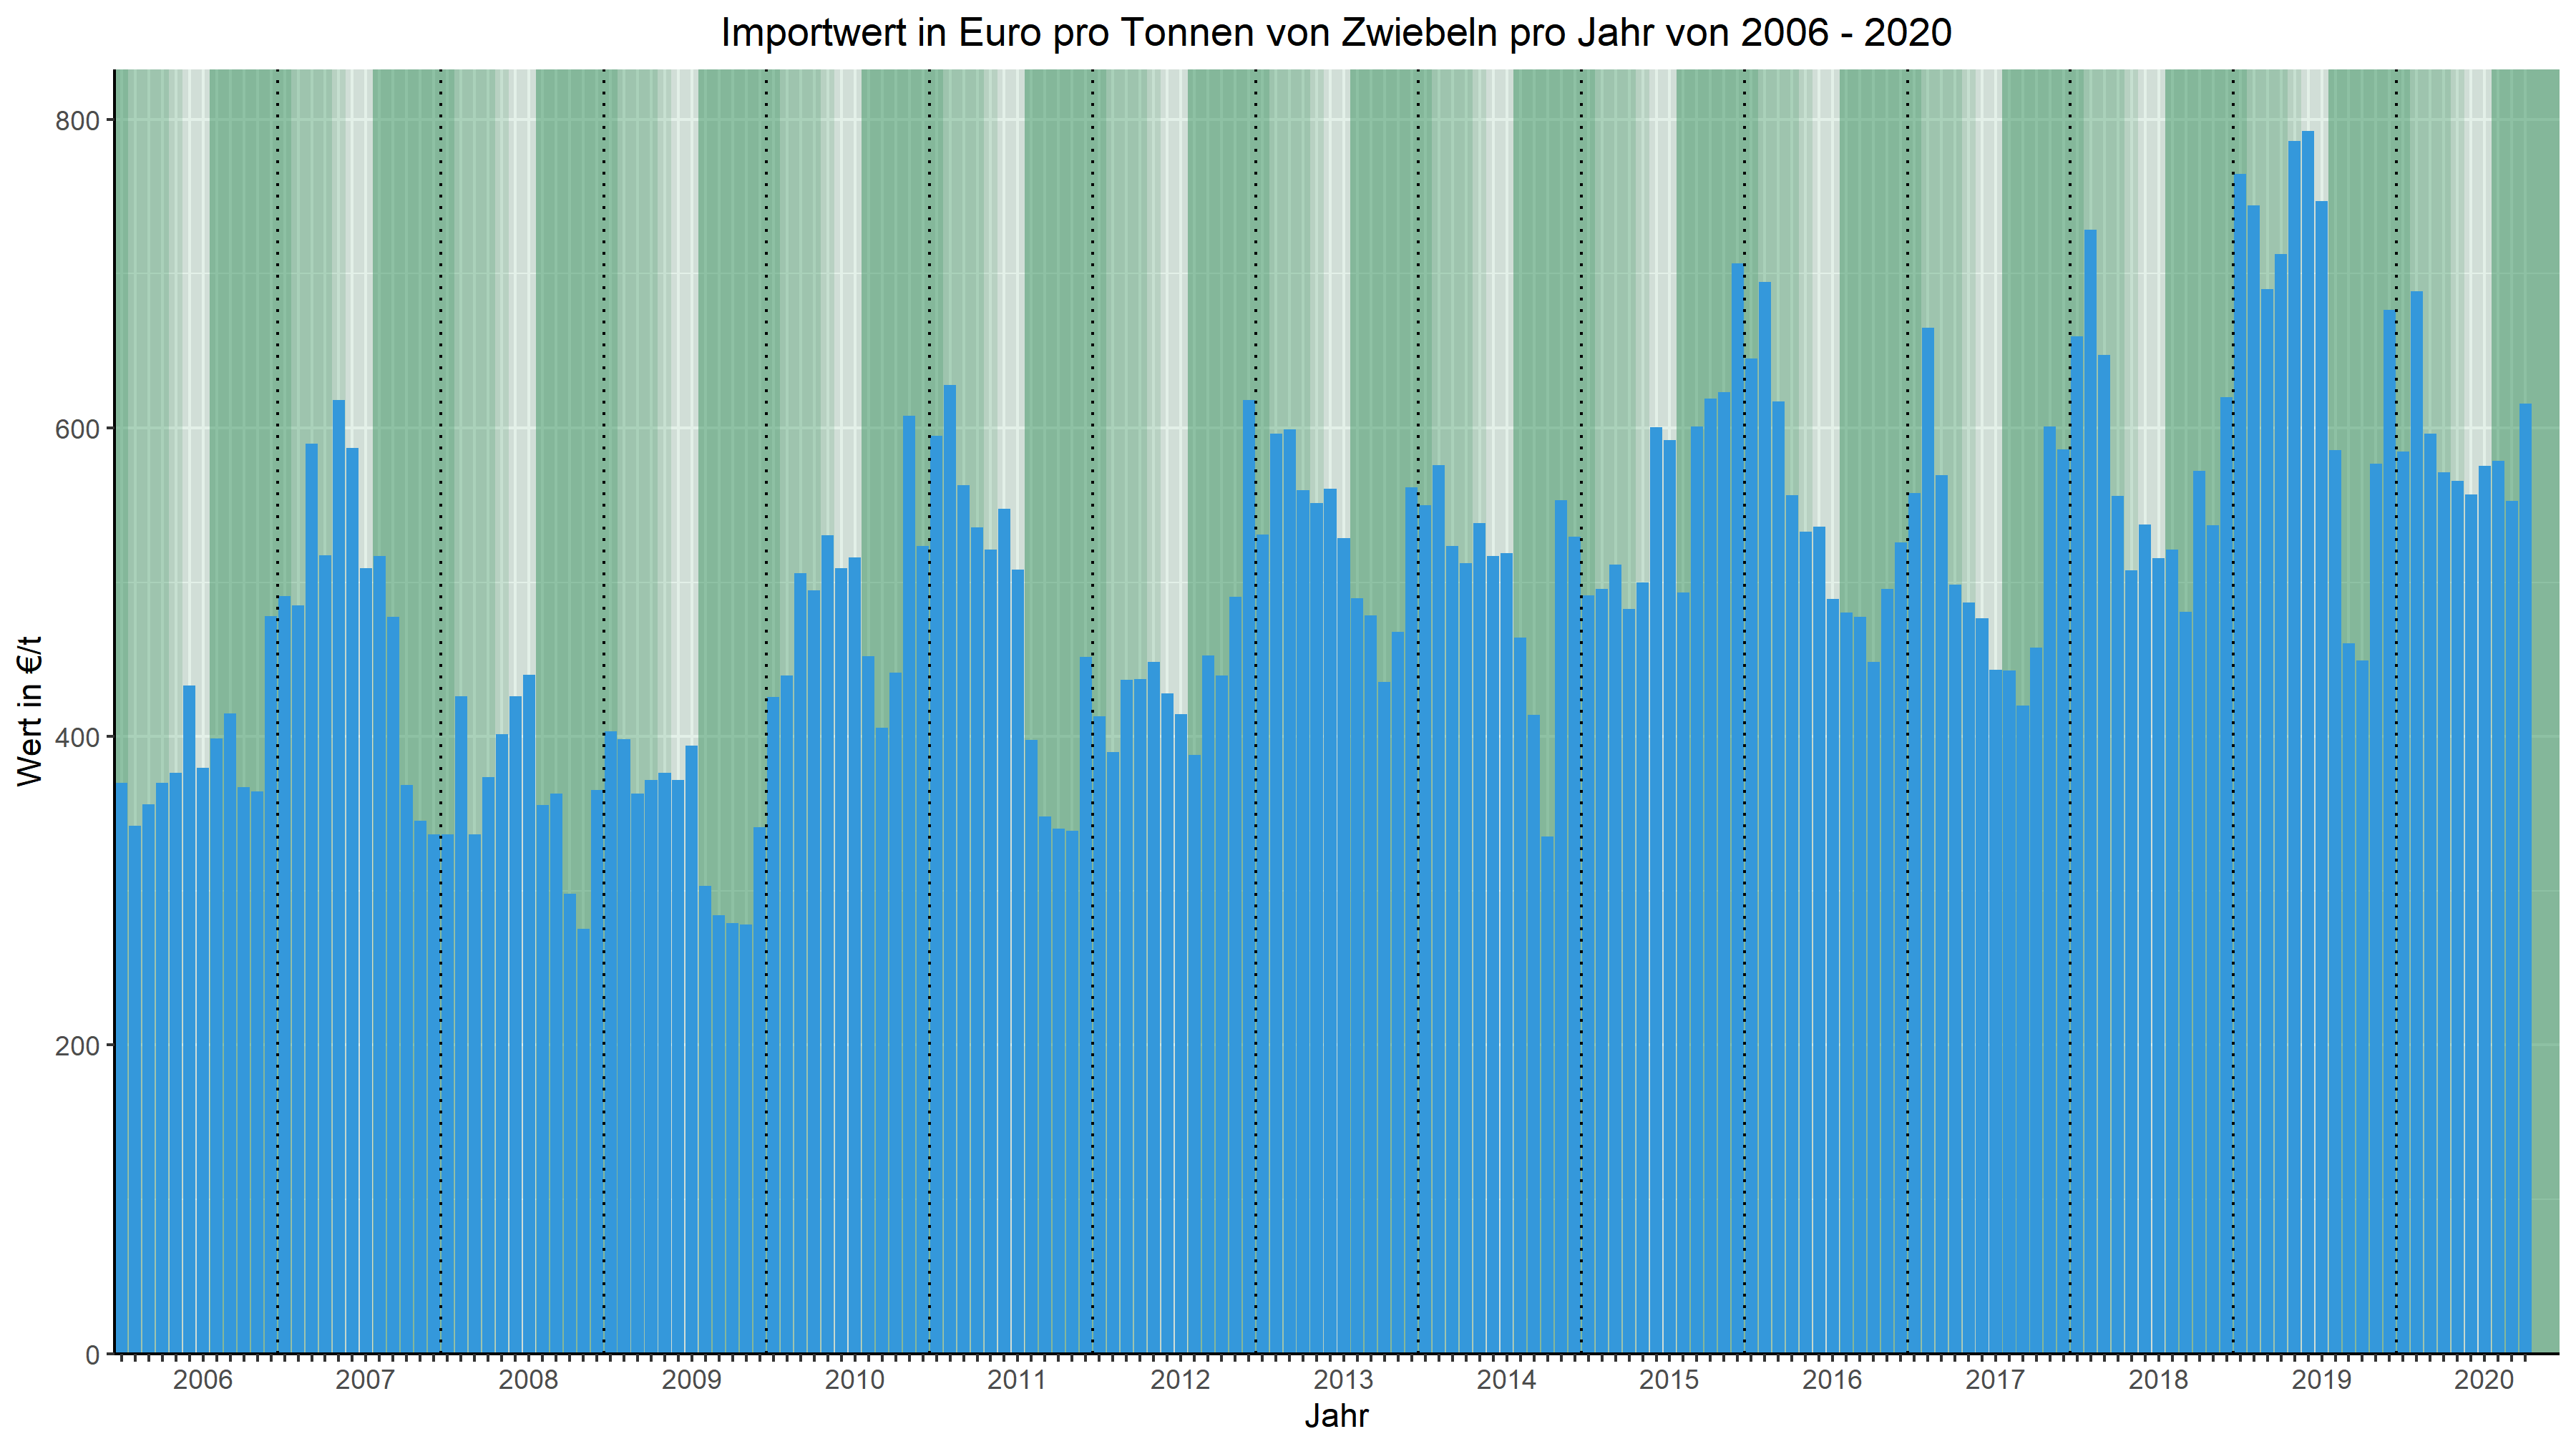 Importwert in Euro pro Tonnen von Zwiebeln pro Jahr von 2006 - 2020
Wert in €/t
800
600
400
200
0
2006 2007 2008 2009 2010 2011 2012 2013 2014 2015 2016 2017 2018 2019 2020
Jahr